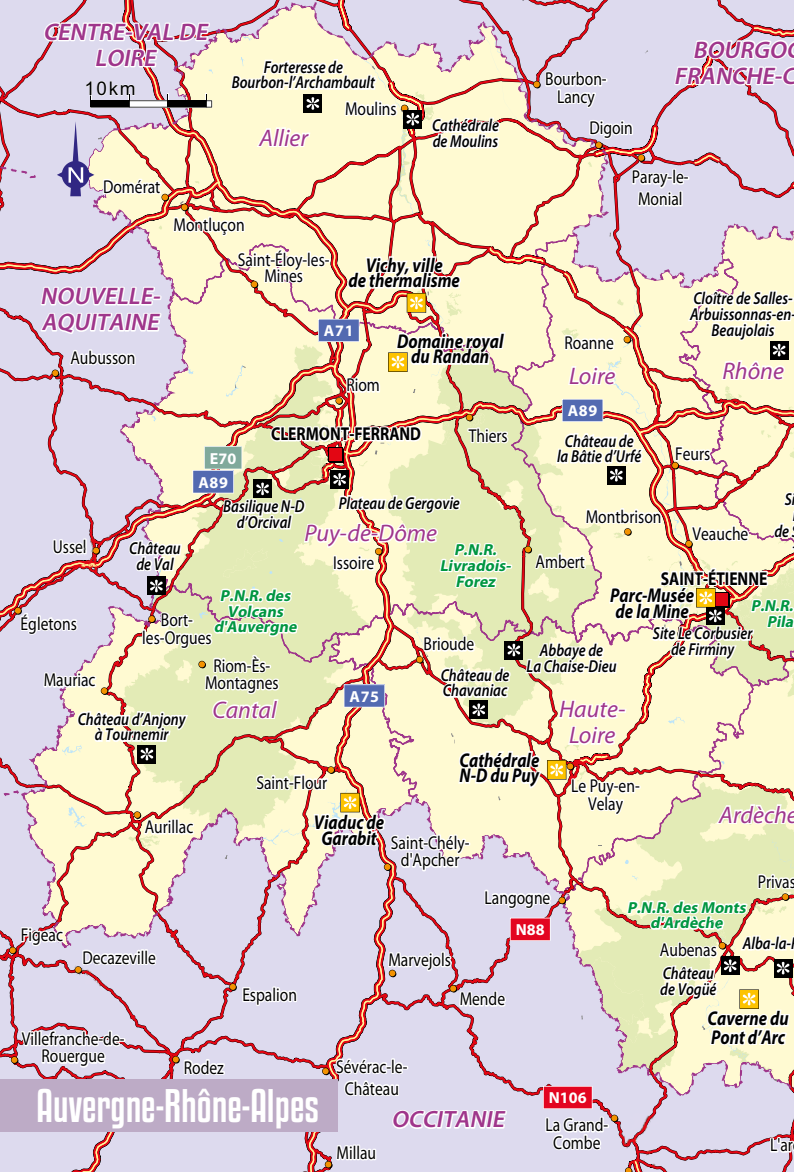 CENTRE-VAL DE
LOIRE
BOURGOG
FRANCHE-C
Forteresse de
Bourbon-l'Archambault
10km
Bourbon-
Lancy
Moulins
Allier
Cathédrale
de Moulins
Digoin
N
Domérat
Paray-le-
Monial
Montluçon
Saint-Éloy-les-
Mines
Vichy, ville
de thermalisme
NOUVELLE-
AQUITAINE
Cloître de Salles-
Arbuissonnas-en-
Beaujolais
A71
Domaine royal
du Randan
Roanne
Aubusson
Loire
Rhône
Riom
A89
CLERMONT-FERRAND
Thiers
Château de
la Bâtie d'Urfé
Feurs
E70
A89
Basilique N-D
d'Orcival
Plateau de Gergovie
Puy-de-Dôme
Montbrison
Veauche
de S
Ussel
Château
de Val
Issoire
P.N.R.
Livradois-
Forez
Ambert
SAINT-ÉTIENNE
Parc-Musée
de la Mine
P.N.R.
Pila
P.N.R. des
Volcans
d'Auvergne
Égletons
Bort-
les-Orgues
Site Le Corbusier
de Firminy
Brioude
Abbaye de
La Chaise-Dieu
Riom-Ès-
Montagnes
Mauriac
Château de
Chavaniac
A75
Cantal
Château d'Anjony
à Tournemir
Haute-
Loire
Cathédrale
N-D du Puy
Saint-Flour
Le Puy-en-
Velay
Viaduc de
Garabit
Aurillac
Ardèche
Saint-Chély-
d'Apcher
Privas
Langogne
P.N.R. des Monts
d'Ardèche
N88
Figeac
Aubenas
Alba-la-
Decazeville
Marvejols
Château
de Vogüé
Espalion
Mende
Caverne du
Pont d'Arc
Villefranche-de-
Rouergue
Rodez
Sévérac-le-
Château
N106
Auvergne-Rhône-Alpes
OCCITANIE
La Grand-
Combe
Millau
L'ar